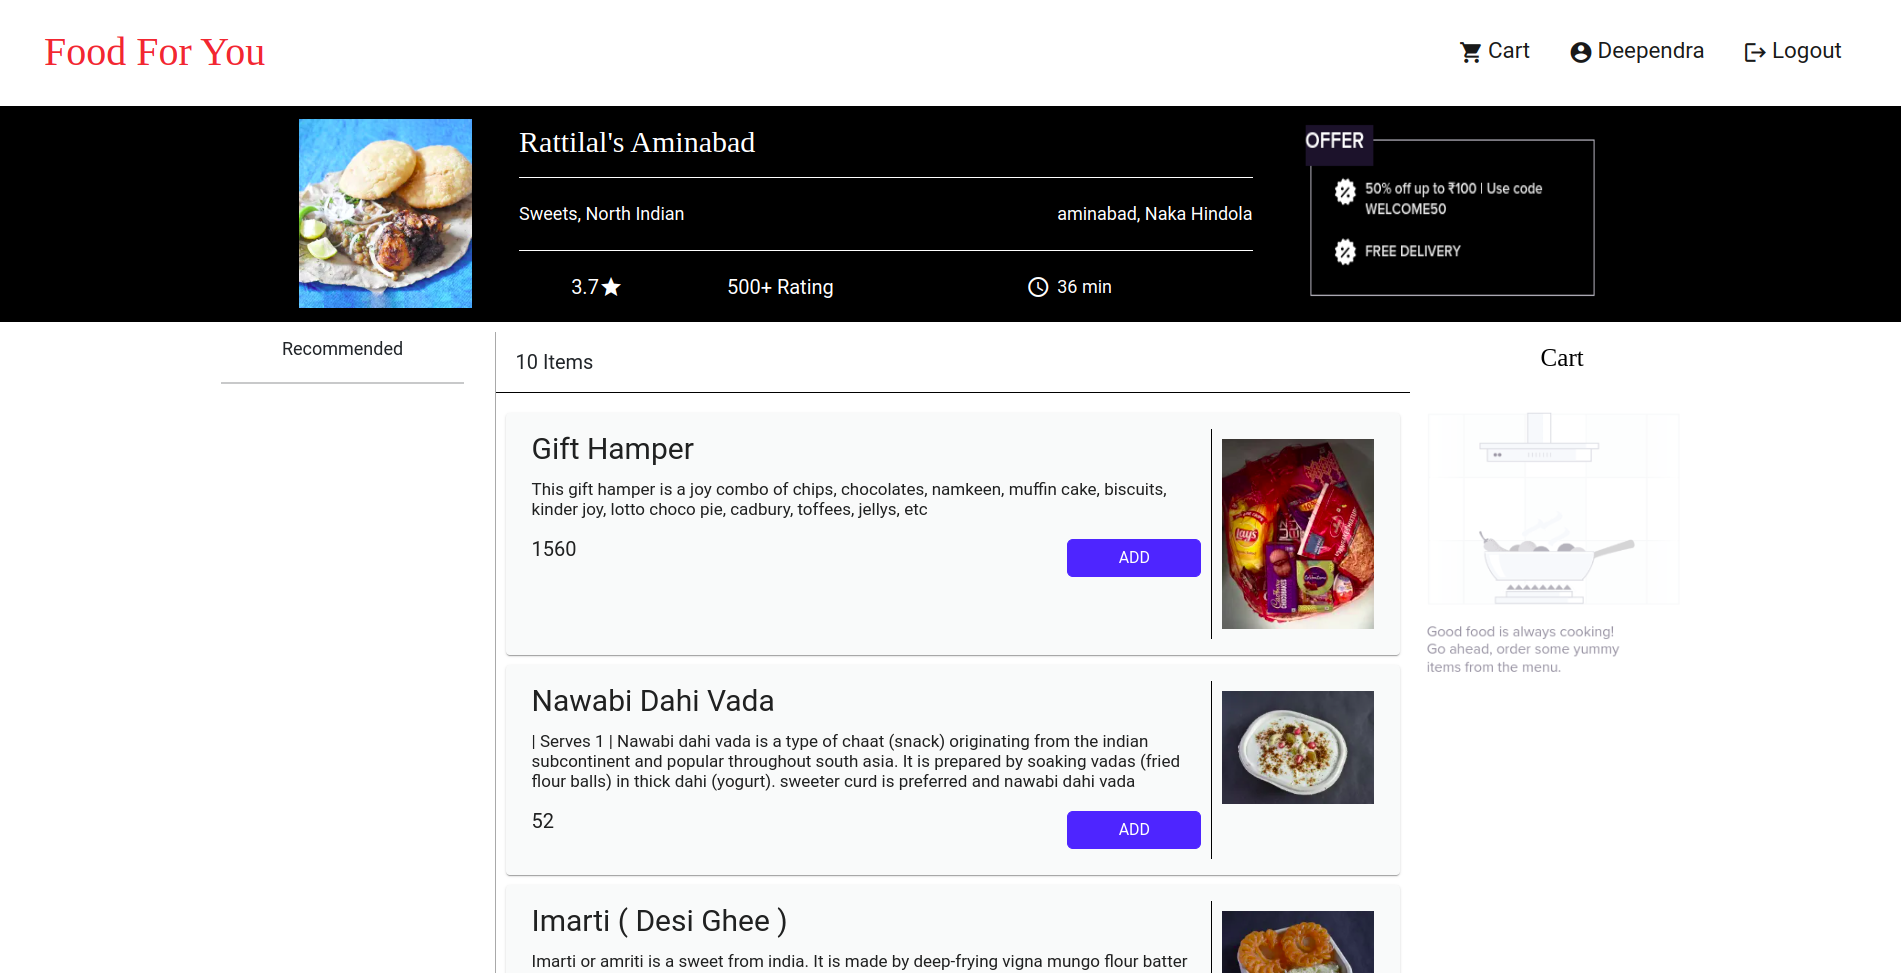 Food For You
Cart
Deependra
Logout
Rattilal's Aminabad
Sweets, North Indian
aminabad, Naka Hindola
3.7
500+ Rating
36 min
OFFER
50% off up to ₹100 | Use code
WELCOME50
FREE DELIVERY
Recommended
10 Items
Gift Hamper
This gift hamper is a joy combo of chips, chocolates, namkeen, muffin cake, biscuits,
kinder joy, lotto choco pie, cadbury, toffees, jellys, etc
1560
ADD
Lays
Nawabi Dahi Vada
| Serves 1 | Nawabi dahi vada is a type of chaat (snack) originating from the indian
subcontinent and popular throughout south asia. It is prepared by soaking vadas (fried
flour balls) in thick dahi (yogurt). sweeter curd is preferred and nawabi dahi vada
52
ADD
Imarti ( Desi Ghee )
Imarti or amriti is a sweet from india. It is made by deep-frying vigna mungo flour batter
Cart
Good food is always cooking!
Go ahead, order some yummy
items from the menu.